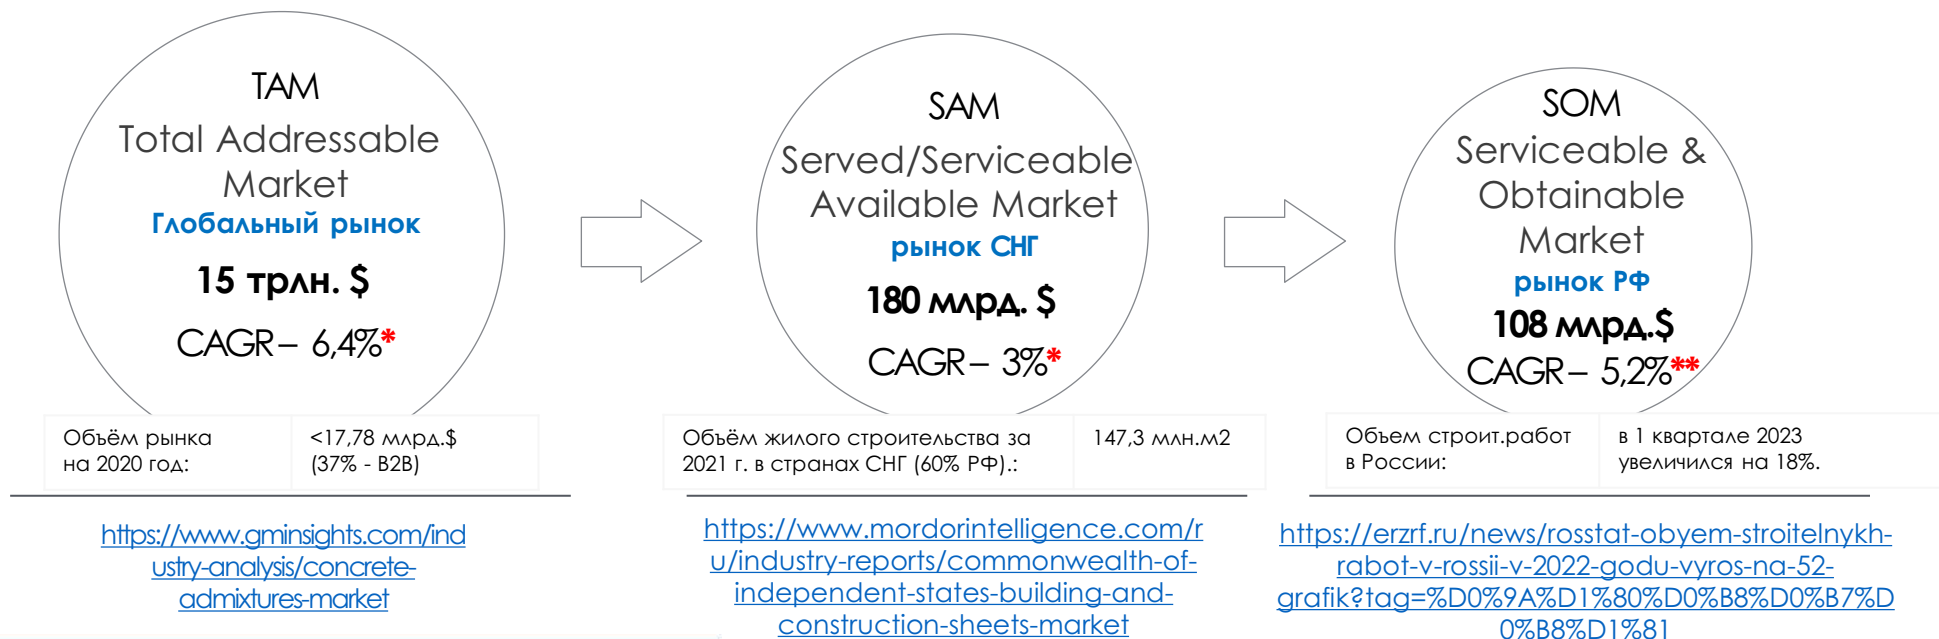 TAM
Total Addressable
Market
Глобальный рынок
15 трлн. $
CAGR – 6,4%*
Объём рынка
на 2020 год:
<17,78 млрд.$
(37% - B2B)
https://www.gminsights.com/ind
ustry-analysis/concrete-
admixtures-market
SAM
Served/Serviceable
Available Market
рынок СНГ
180 млрд. $
CAGR – 3%*
Объём жилого строительства за
2021 г. в странах СНГ (60% РФ).:
147,3 млн.м2
https://www.mordorintelligence.com/r
u/industry-reports/commonwealth-of-
independent-states-building-and-
construction-sheets-market
SOM
Serviceable &
Obtainable
Market
рынок РФ
108 млрд.$
CAGR – 5,2%**
Объем строит.работ
в России:
в 1 квартале 2023
увеличился на 18%.
https://erzrf.ru/news/rosstat-obyem-stroitelnykh-
rabot-v-rossii-v-2022-godu-vyros-na-52-
grafik?tag=%D0%9A%D1%80%D0%B8%D0%B7%D
0%B8%D1%81